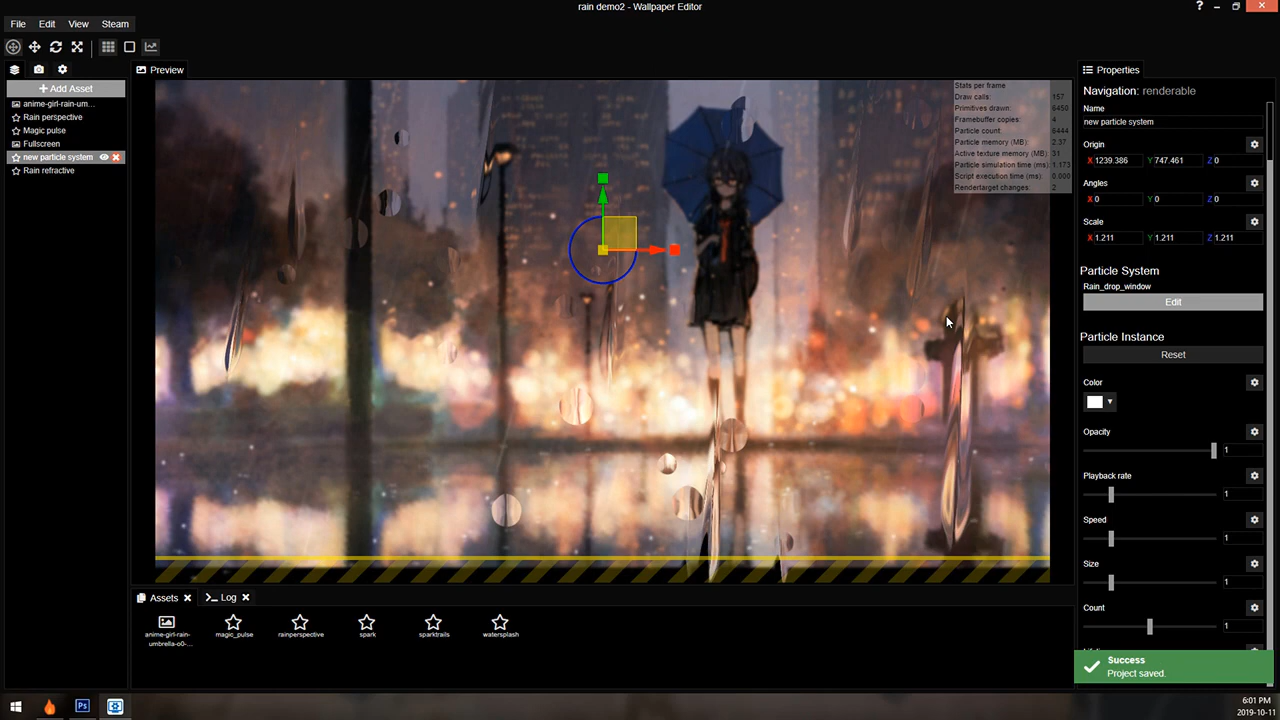 rain demo2 - Wallpaper Editor
File Edit View Steam
+ Add Asset
anime-girl-rain-um...
Rain perspective
Magic pulse
Fullscreen
new particle system
Rain refractive
Preview
Stats per frame
Draw calls: 157
Primitives drawn: 6450
Framebuffer copies: 4
Particle count: 6444
Particle memory (MB): 2.37
Active texture memory (MB): 31
Particle simulation time (ms): 1.173
Script execution time (ms): 0.000
Rendertarget changes: 2
Properties
Navigation: renderable
Name
new particle system
Origin
X 1239.386 Y 747.461 Z 0
Angles
X 0 Y 0 Z 0
Scale
X 1.211 Y 1.211 Z 1.211
Particle System
Rain_drop_window
Edit
Particle Instance
Reset
Color
Opacity
1
Playback rate
1
Speed
1
Size
1
Count
1
Success
Project saved.
Assets Log
anime-girl-rain-
umbrella-o0-...
magic_pulse
rainperspective
spark
sparktrails
watersplash
Ps
6:01 PM
2019-10-11